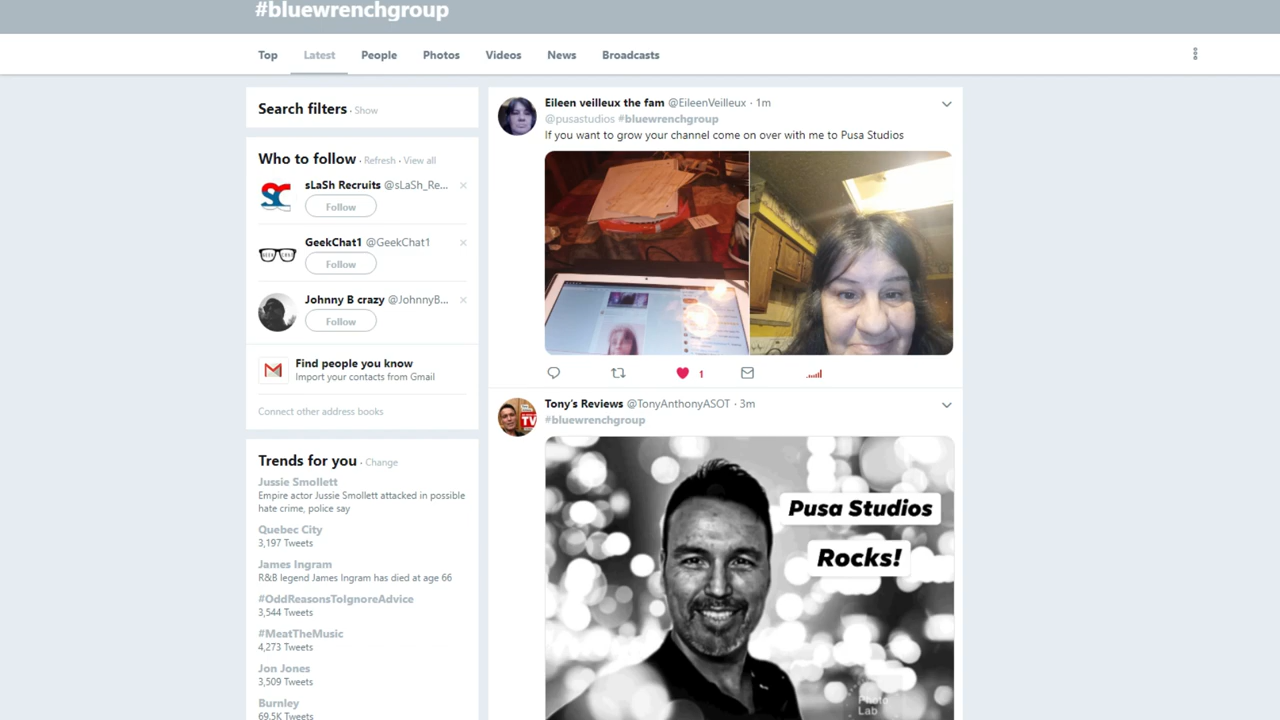 #bluewrenchgroup
Top Latest People Photos Videos News Broadcasts
Search filters · Show
Who to follow · Refresh · View all
sLaSh Recruits @sLaSh_Re...
Follow
GeekChat1 @GeekChat1
Follow
Johnny B crazy @JohnnyB...
Follow
Find people you know
Import your contacts from Gmail
Connect other address books
Trends for you · Change
Jussie Smollett
Empire actor Jussie Smollett attacked in possible
hate crime, police say
Quebec City
3,197 Tweets
James Ingram
R&B legend James Ingram has died at age 66
#OddReasonsToIgnoreAdvice
3,544 Tweets
#MeatTheMusic
4,273 Tweets
Jon Jones
3,509 Tweets
Burnley
69.5K Tweets
Eileen veilleux the fam @EileenVeilleux · 1m
@pusastudios #bluewrenchgroup
If you want to grow your channel come on over with me to Pusa Studios
1
Tony's Reviews @TonyAnthonyASOT · 3m
#bluewrenchgroup
TV
Pusa Studios
Rocks!
Photo
Lab